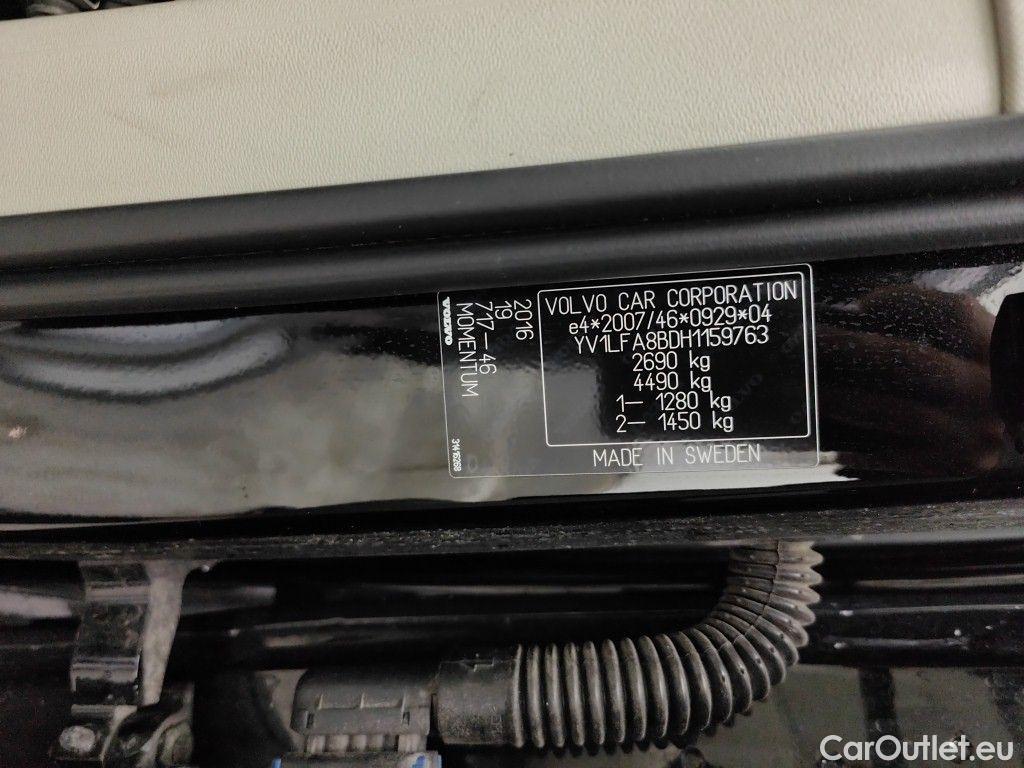 VOLVO CAR CORPORATION
e4*2007/46*0929*04
YV1LFA8BDH1159763
2690 kg
4490 kg
1– 1280 kg
2– 1450 kg
MADE IN SWEDEN
2016
19
717–46
MOMENTUM
VOLVO
31416268
CarOutlet.eu